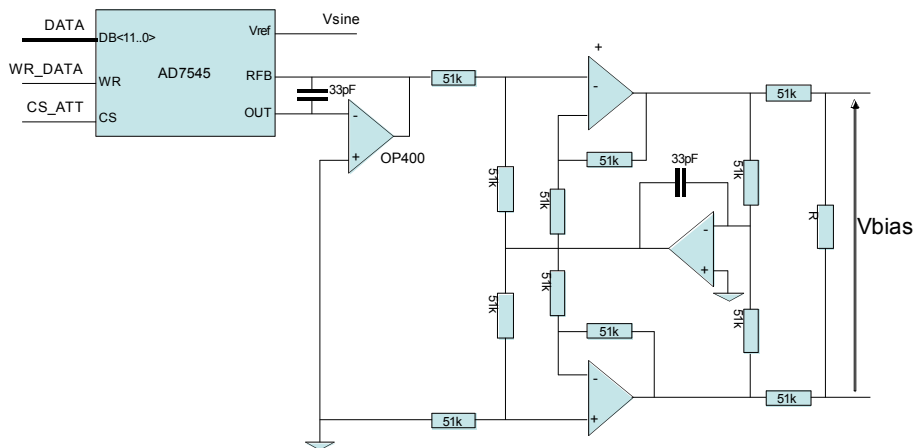 DATA
DB<11..0>
Vref
Vsine
WR_DATA
WR
AD7545
RFB
CS_ATT
CS
OUT
33pF
-
+
OP400
51k
+
-
51k
51k
51k
51k
33pF
51k
-
+
R
Vbias
51k
51k
51k
51k
-
+
51k
51k